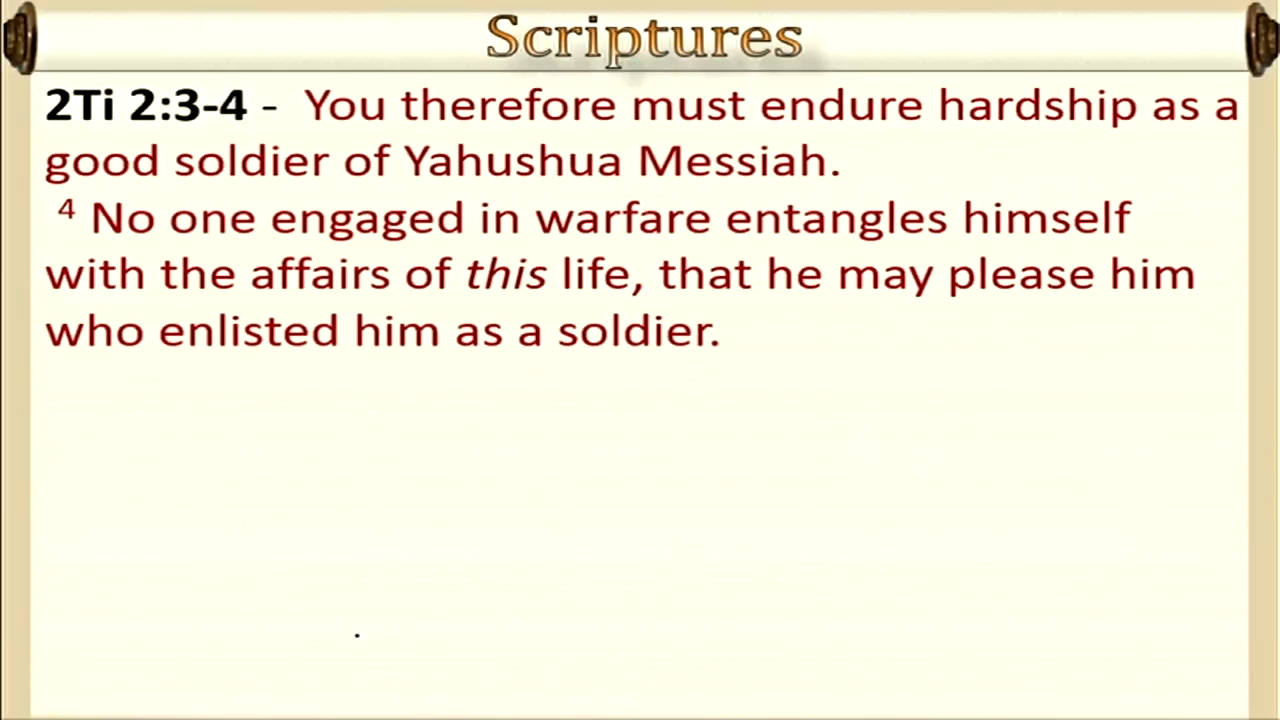 Scriptures
2Ti 2:3-4 - You therefore must endure hardship as a
good soldier of Yahushua Messiah.
⁴ No one engaged in warfare entangles himself
with the affairs of this life, that he may please him
who enlisted him as a soldier.
.